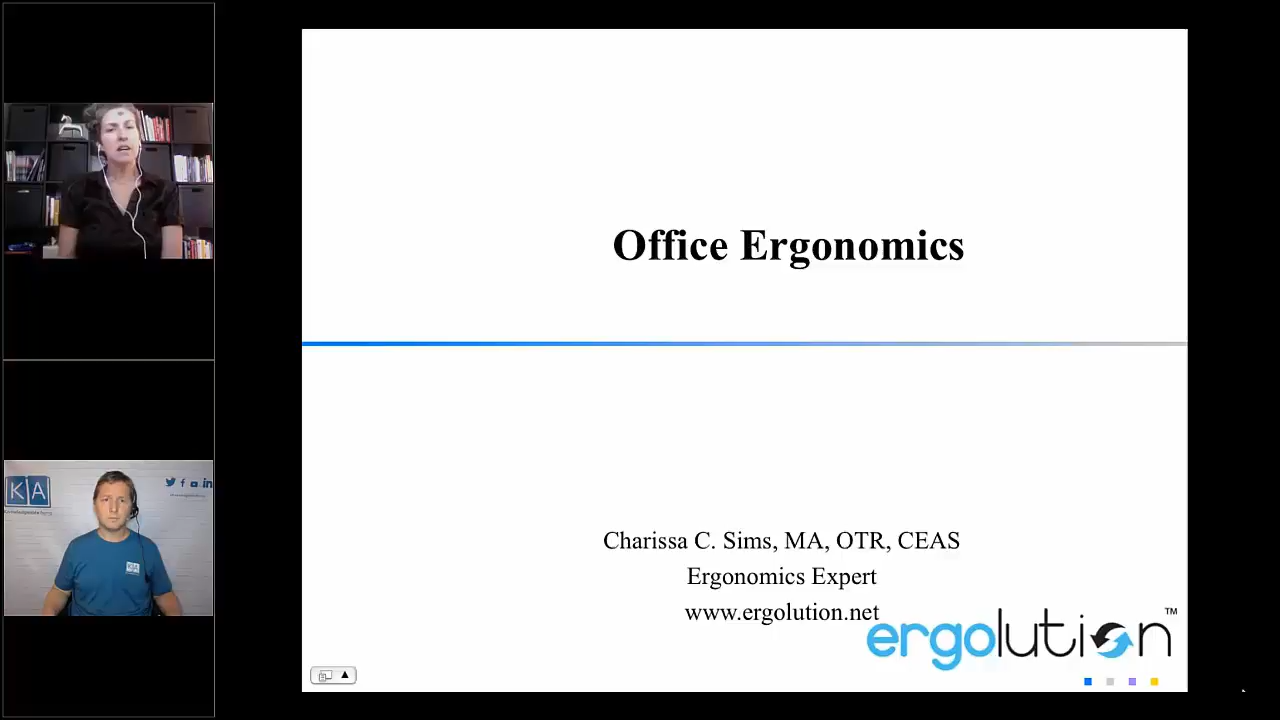 Office Ergonomics
Charissa C. Sims, MA, OTR, CEAS
Ergonomics Expert
www.ergolution.net
ergolution™
KA